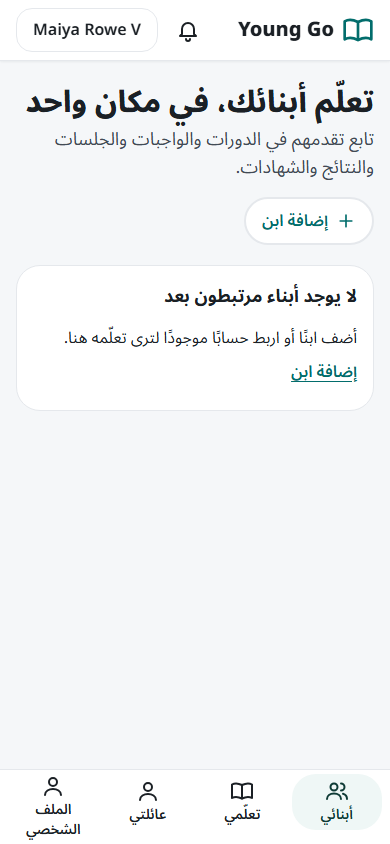 Young Go
Maiya Rowe V
تعلّم أبنائك، في مكان واحد
تابع تقدمهم في الدورات والواجبات والجلسات
والنتائج والشهادات.
إضافة ابن
لا يوجد أبناء مرتبطون بعد
أضف ابنًا أو اربط حسابًا موجودًا لترى تعلّمه هنا.
إضافة ابن
أبنائي
تعلّمي
عائلتي
الملف
الشخصي